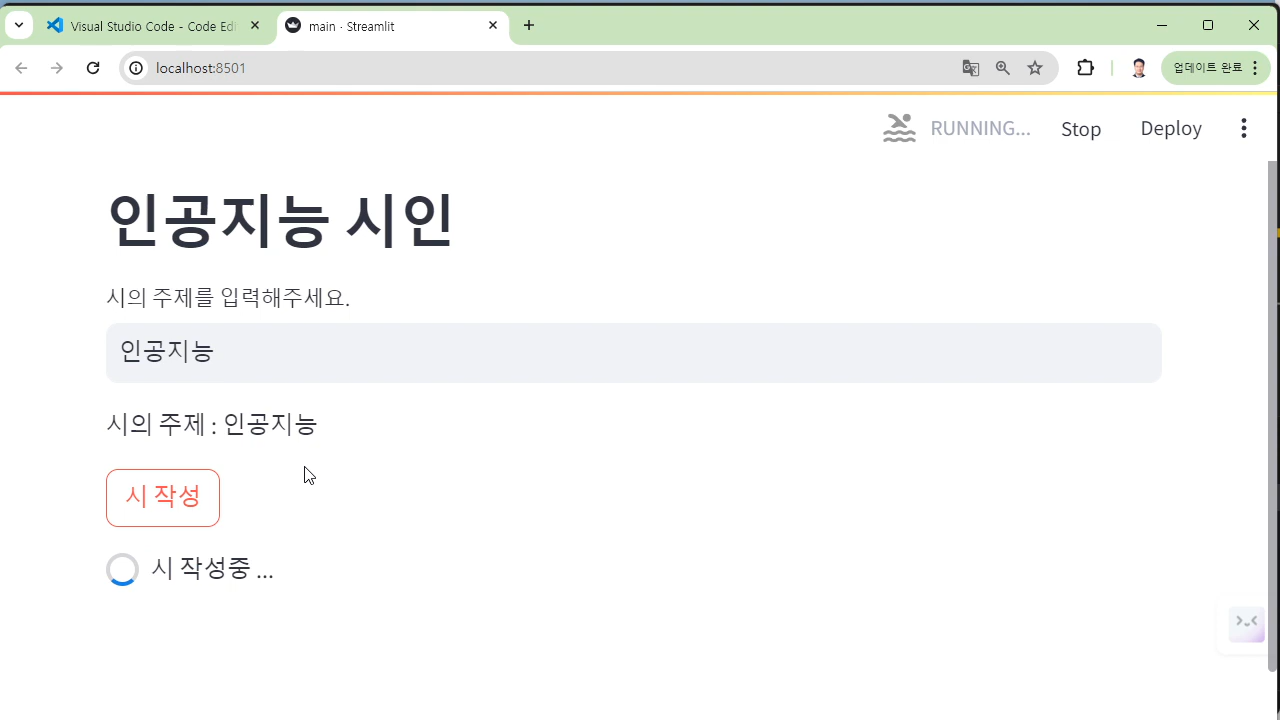 Visual Studio Code - Code Edi
main · Streamlit
localhost:8501
업데이트 완료
RUNNING...
Stop
Deploy
인공지능 시인
시의 주제를 입력해주세요.
인공지능
시의 주제 : 인공지능
시 작성
시 작성중 ...